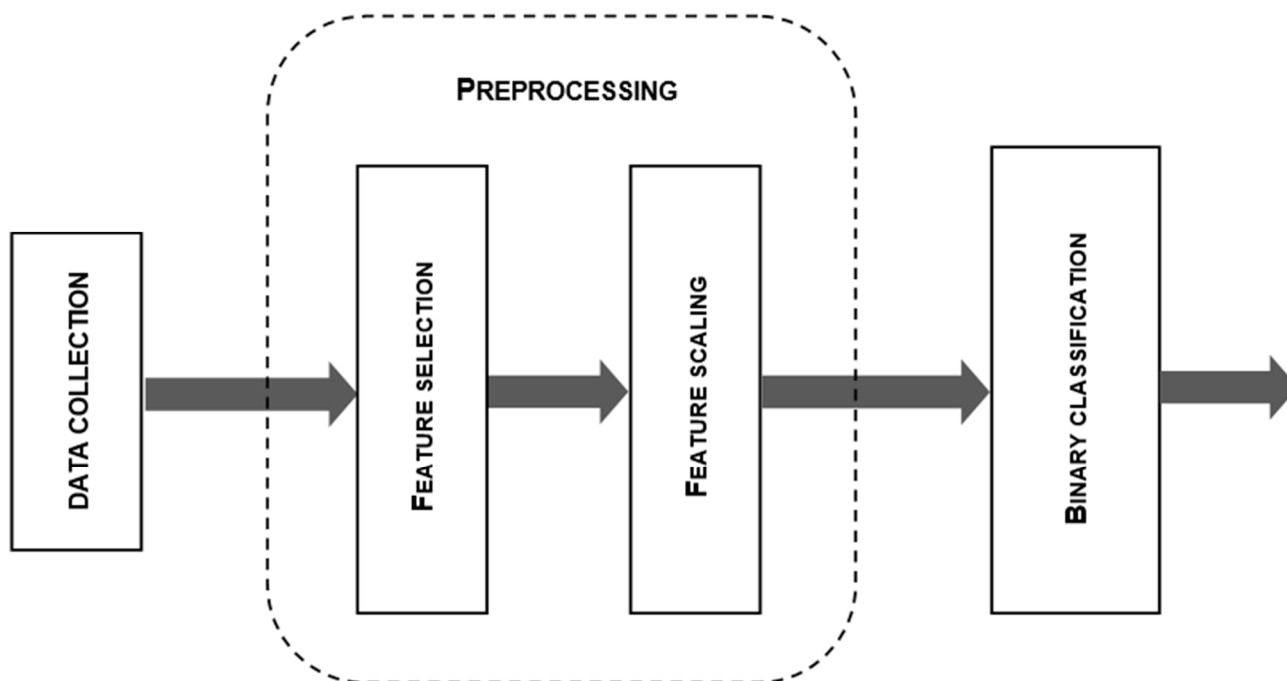 PREPROCESSING
DATA COLLECTION
FEATURE SELECTION
FEATURE SCALING
BINARY CLASSIFICATION